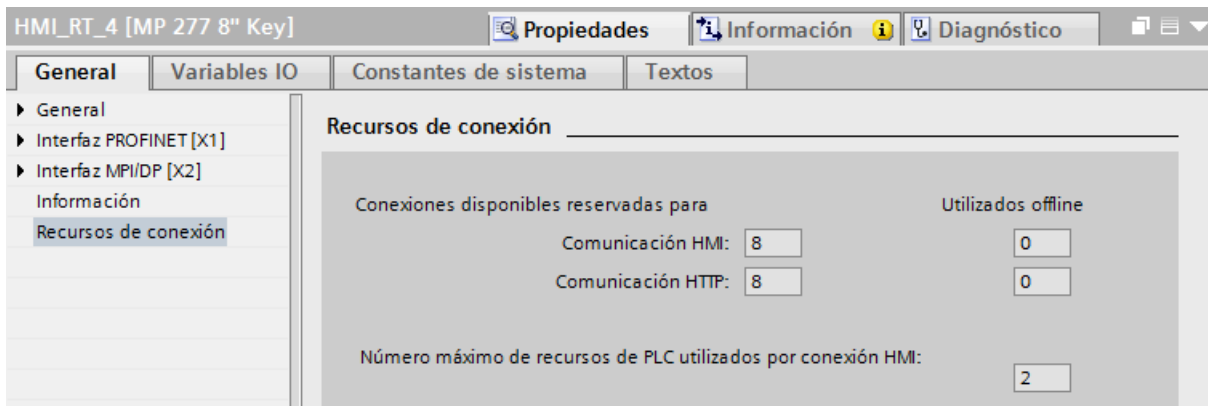 HMI_RT_4 [MP 277 8" Key]
Propiedades
Información
Diagnóstico
General
Variables IO
Constantes de sistema
Textos
General
Interfaz PROFINET [X1]
Interfaz MPI/DP [X2]
Información
Recursos de conexión
Recursos de conexión
Conexiones disponibles reservadas para
Utilizados offline
Comunicación HMI: 8 0
Comunicación HTTP: 8 0
Número máximo de recursos de PLC utilizados por conexión HMI:
2